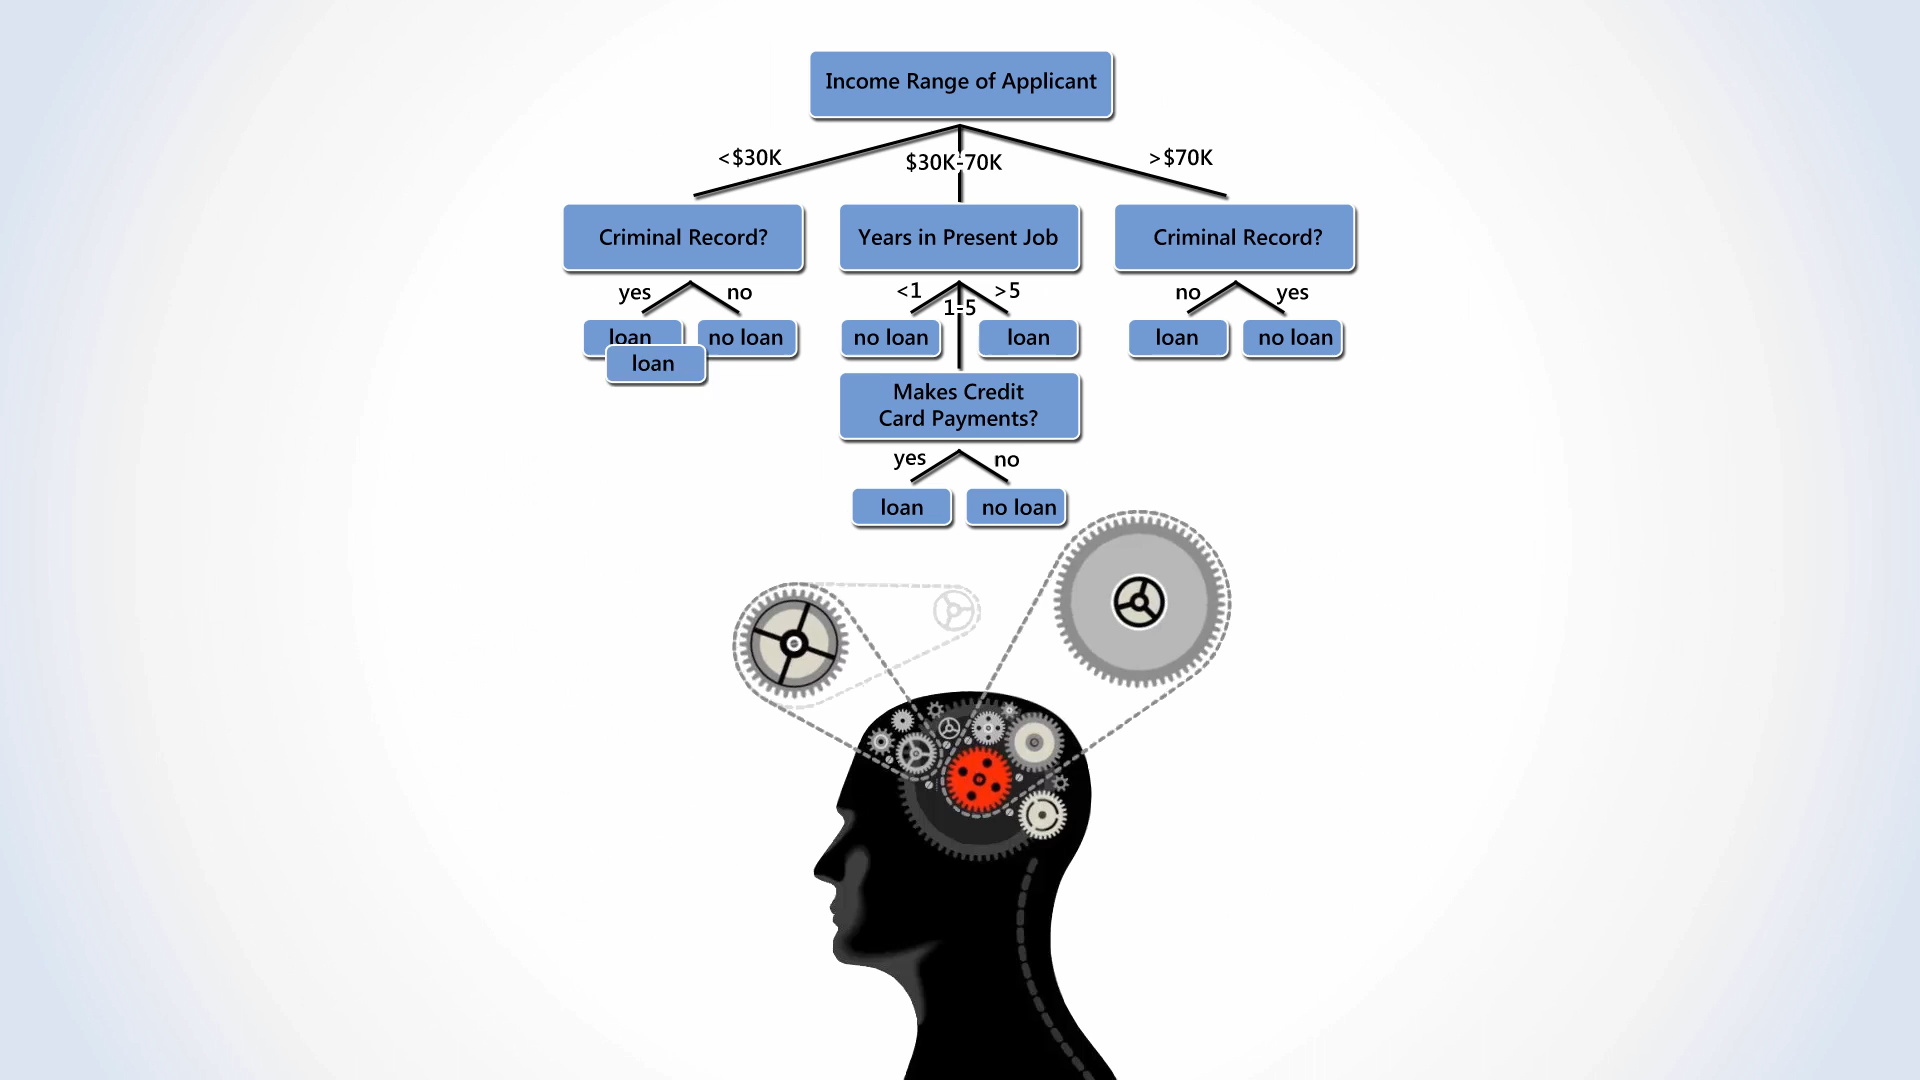 Income Range of Applicant
<$30K
$30K-70K
>$70K
Criminal Record?
Years in Present Job
Criminal Record?
yes
no
<1
1-5
>5
no
yes
loan
no loan
no loan
loan
loan
no loan
loan
Makes Credit
Card Payments?
yes
no
loan
no loan